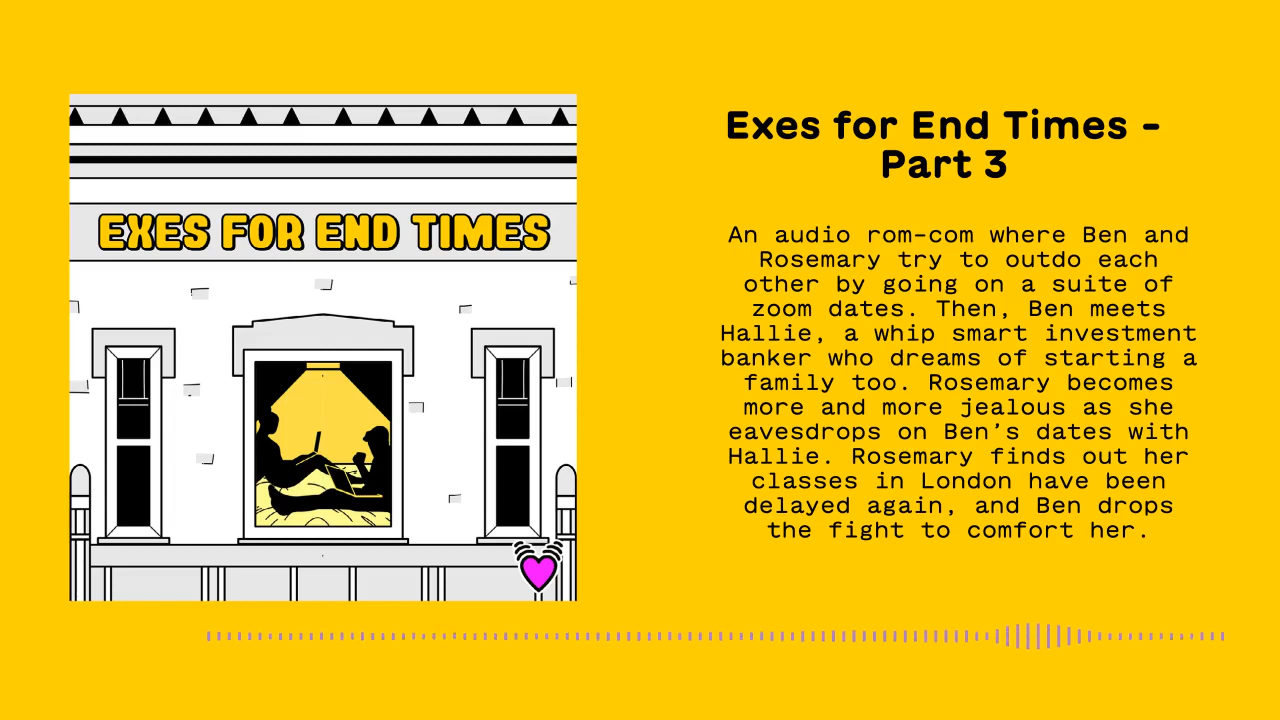 EXES FOR END TIMES
Exes for End Times -
Part 3
An audio rom-com where Ben and
Rosemary try to outdo each
other by going on a suite of
zoom dates. Then, Ben meets
Hallie, a whip smart investment
banker who dreams of starting a
family too. Rosemary becomes
more and more jealous as she
eavesdrops on Ben's dates with
Hallie. Rosemary finds out her
classes in London have been
delayed again, and Ben drops
the fight to comfort her.